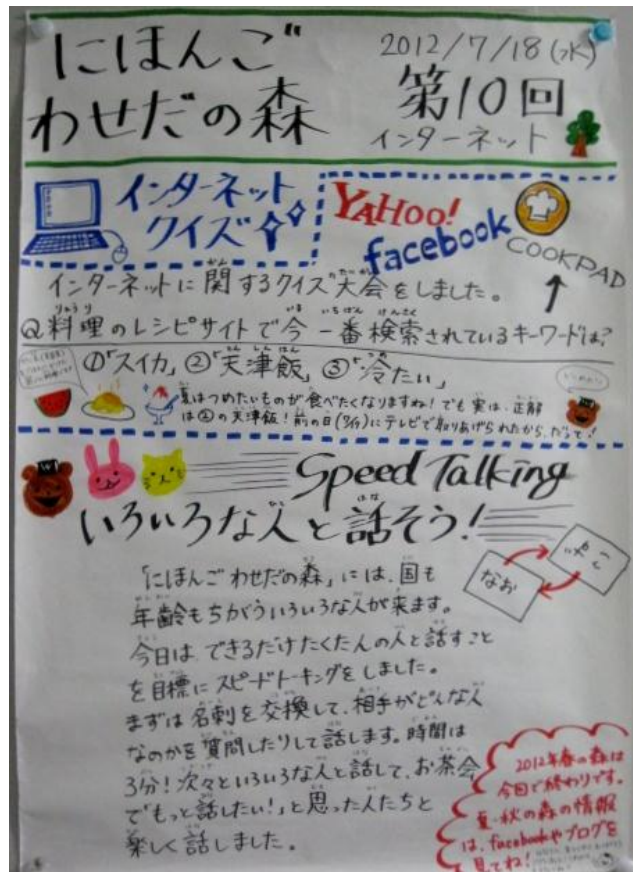 にほんご
わせだの森
2012/7/18(水)
第10回
インターネット
インターネット
クイズ
YAHOO!
facebook
COOKPAD
インターネットに関するクイズ大会をしました。
Q料理のレシピサイトで今一番検索されているキーワードは?
①「スイカ」②「天津飯」③「冷たい」
夏はつめたいものが食べたくなりますね!でも実は、正解
は②の天津飯!前の日(7/17)にテレビで取りあげられたから、だって!
Speed Talking
いろいろな人と話そう!
なお
みやこ
「にほんごわせだの森」には、国も
年齢もちがういろいろな人が来ます。
今日は、できるだけたくたんの人と話すこと
を目標にスピードトーキングをしました。
まずは名刺を交換して、相手がどんな人
なのかを質問したりして話します。時間は
3分!次々といろいろな人と話して、お茶会
で「もっと話したい!」と思った人たちと
楽しく話しました。
2012年春の森は
今回で終わりです。
夏・秋の森の情報
は、facebookやブログを
見てね!